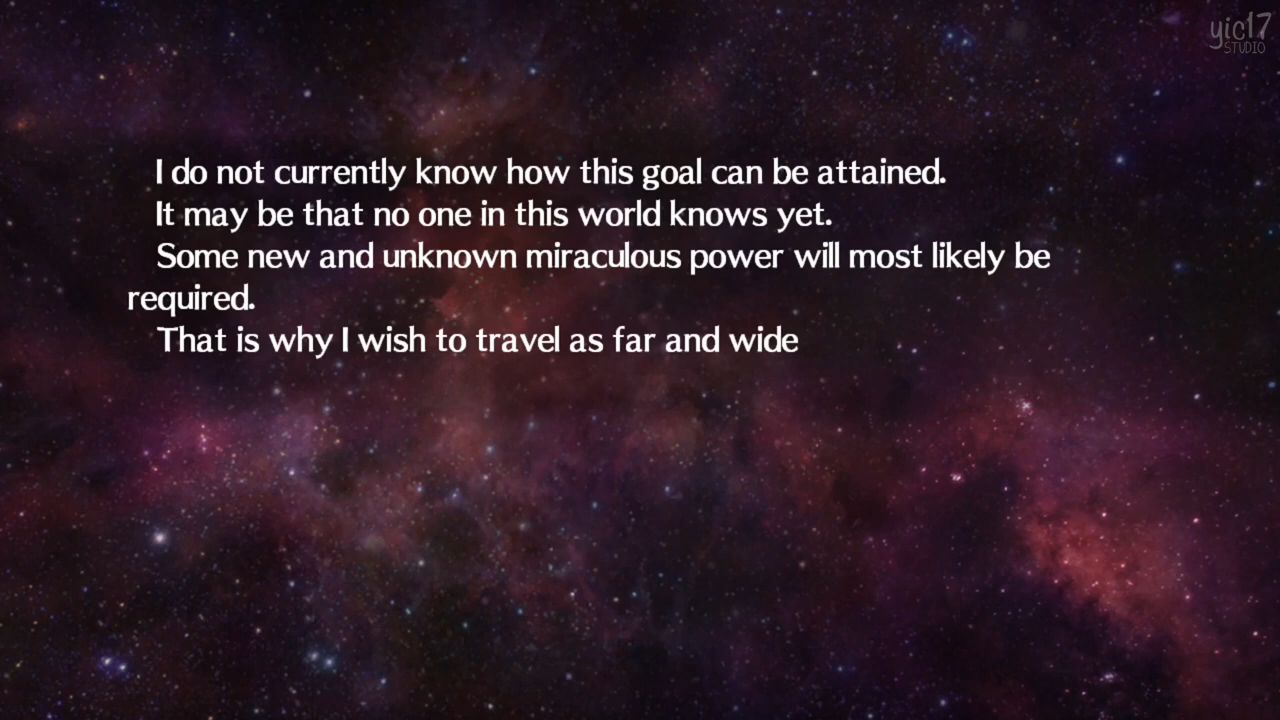 yic17
STUDIO
I do not currently know how this goal can be attained.
It may be that no one in this world knows yet.
Some new and unknown miraculous power will most likely be
required.
That is why I wish to travel as far and wide